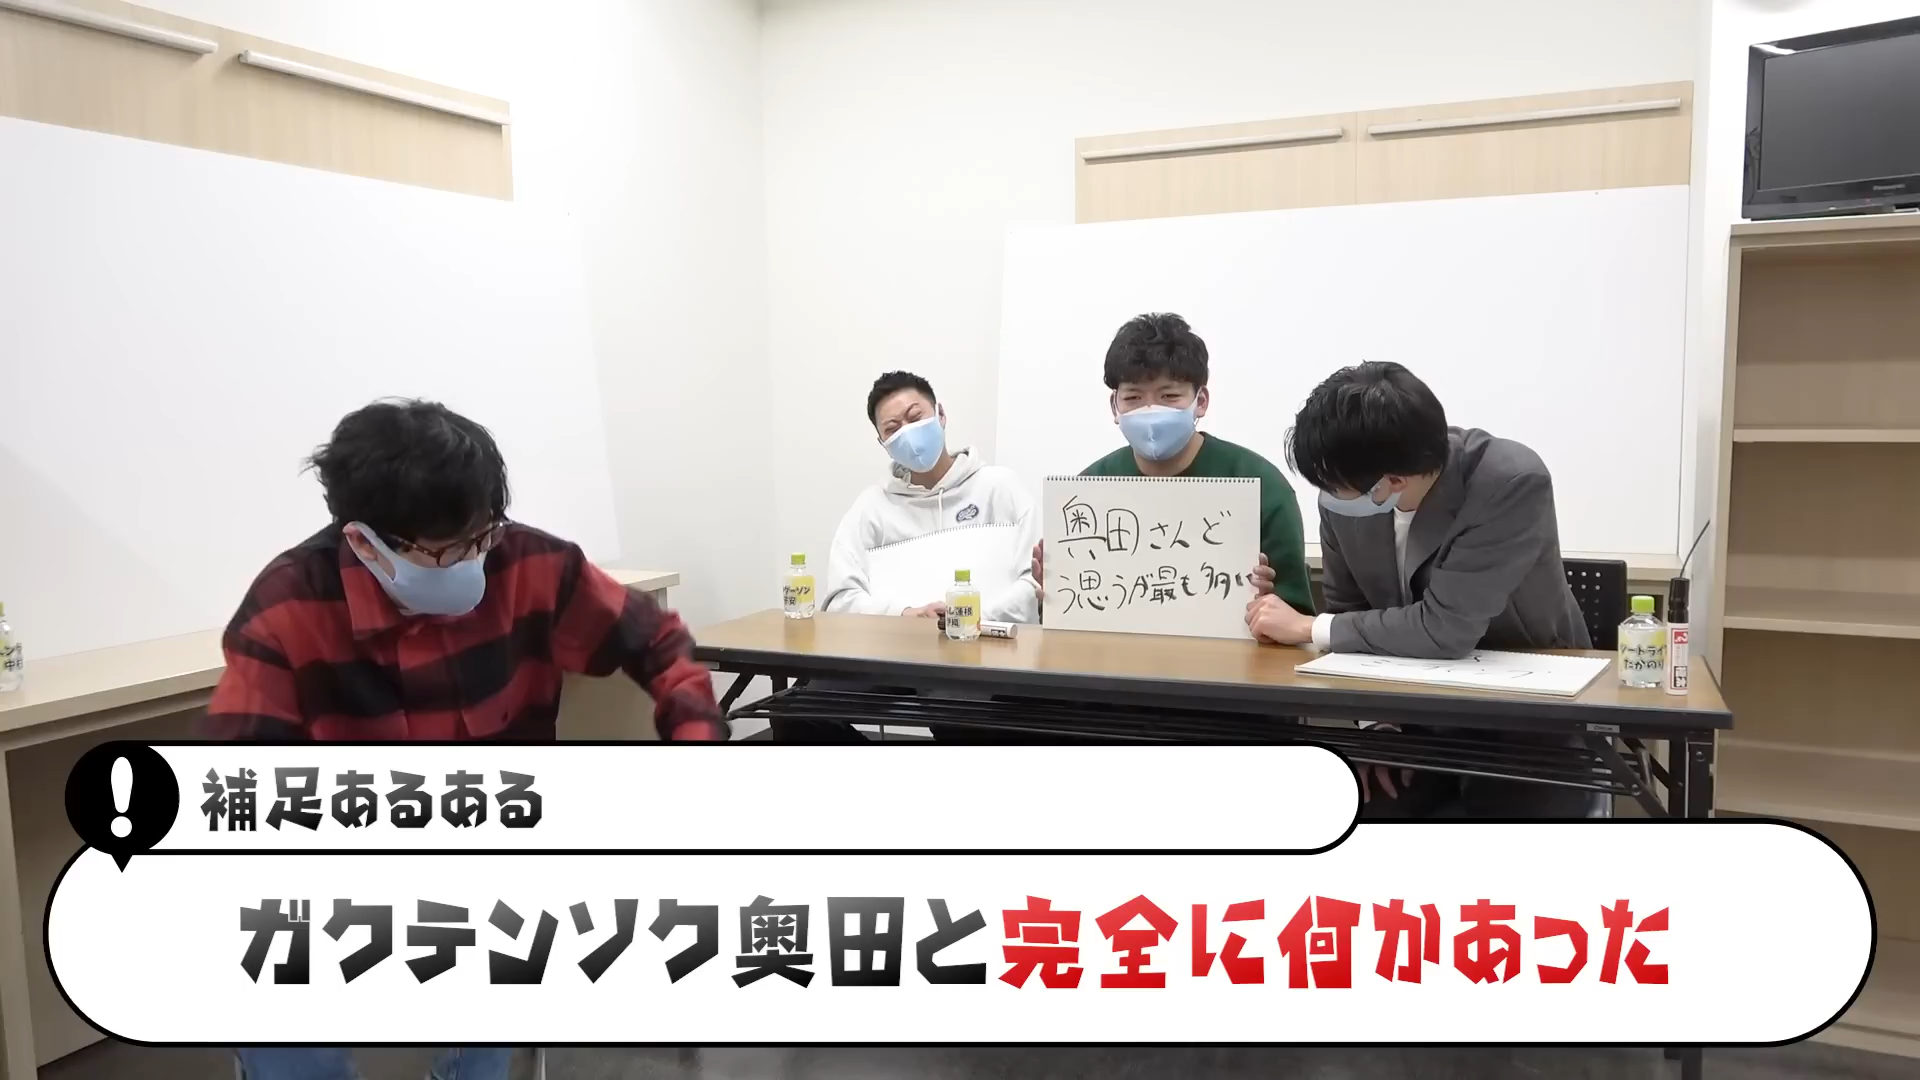 奥田さんど
う思うが最も多い
補足あるある
ガクテンソク奥田と完全に何かあった
Panasonic